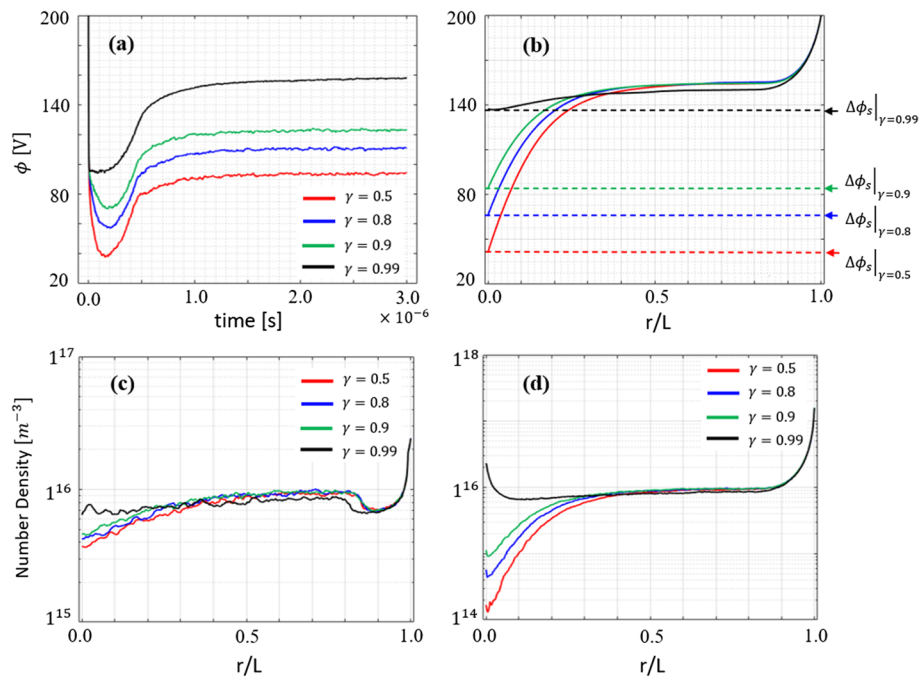 (a)
ϕ [V]
200
140
80
20
γ = 0.5
γ = 0.8
γ = 0.9
γ = 0.99
0.0
1.0
2.0
3.0
time [s]
× 10⁻⁶
(b)
200
140
80
20
0.0
0.5
1.0
r/L
Δϕₛ|γ=0.99
Δϕₛ|γ=0.9
Δϕₛ|γ=0.8
Δϕₛ|γ=0.5
(c)
Number Density [m⁻³]
1¹⁷
1¹⁶
1¹⁵
γ = 0.5
γ = 0.8
γ = 0.9
γ = 0.99
0.0
0.5
1.0
r/L
(d)
1¹⁸
1¹⁶
1¹⁴
γ = 0.5
γ = 0.8
γ = 0.9
γ = 0.99
0.0
0.5
1.0
r/L